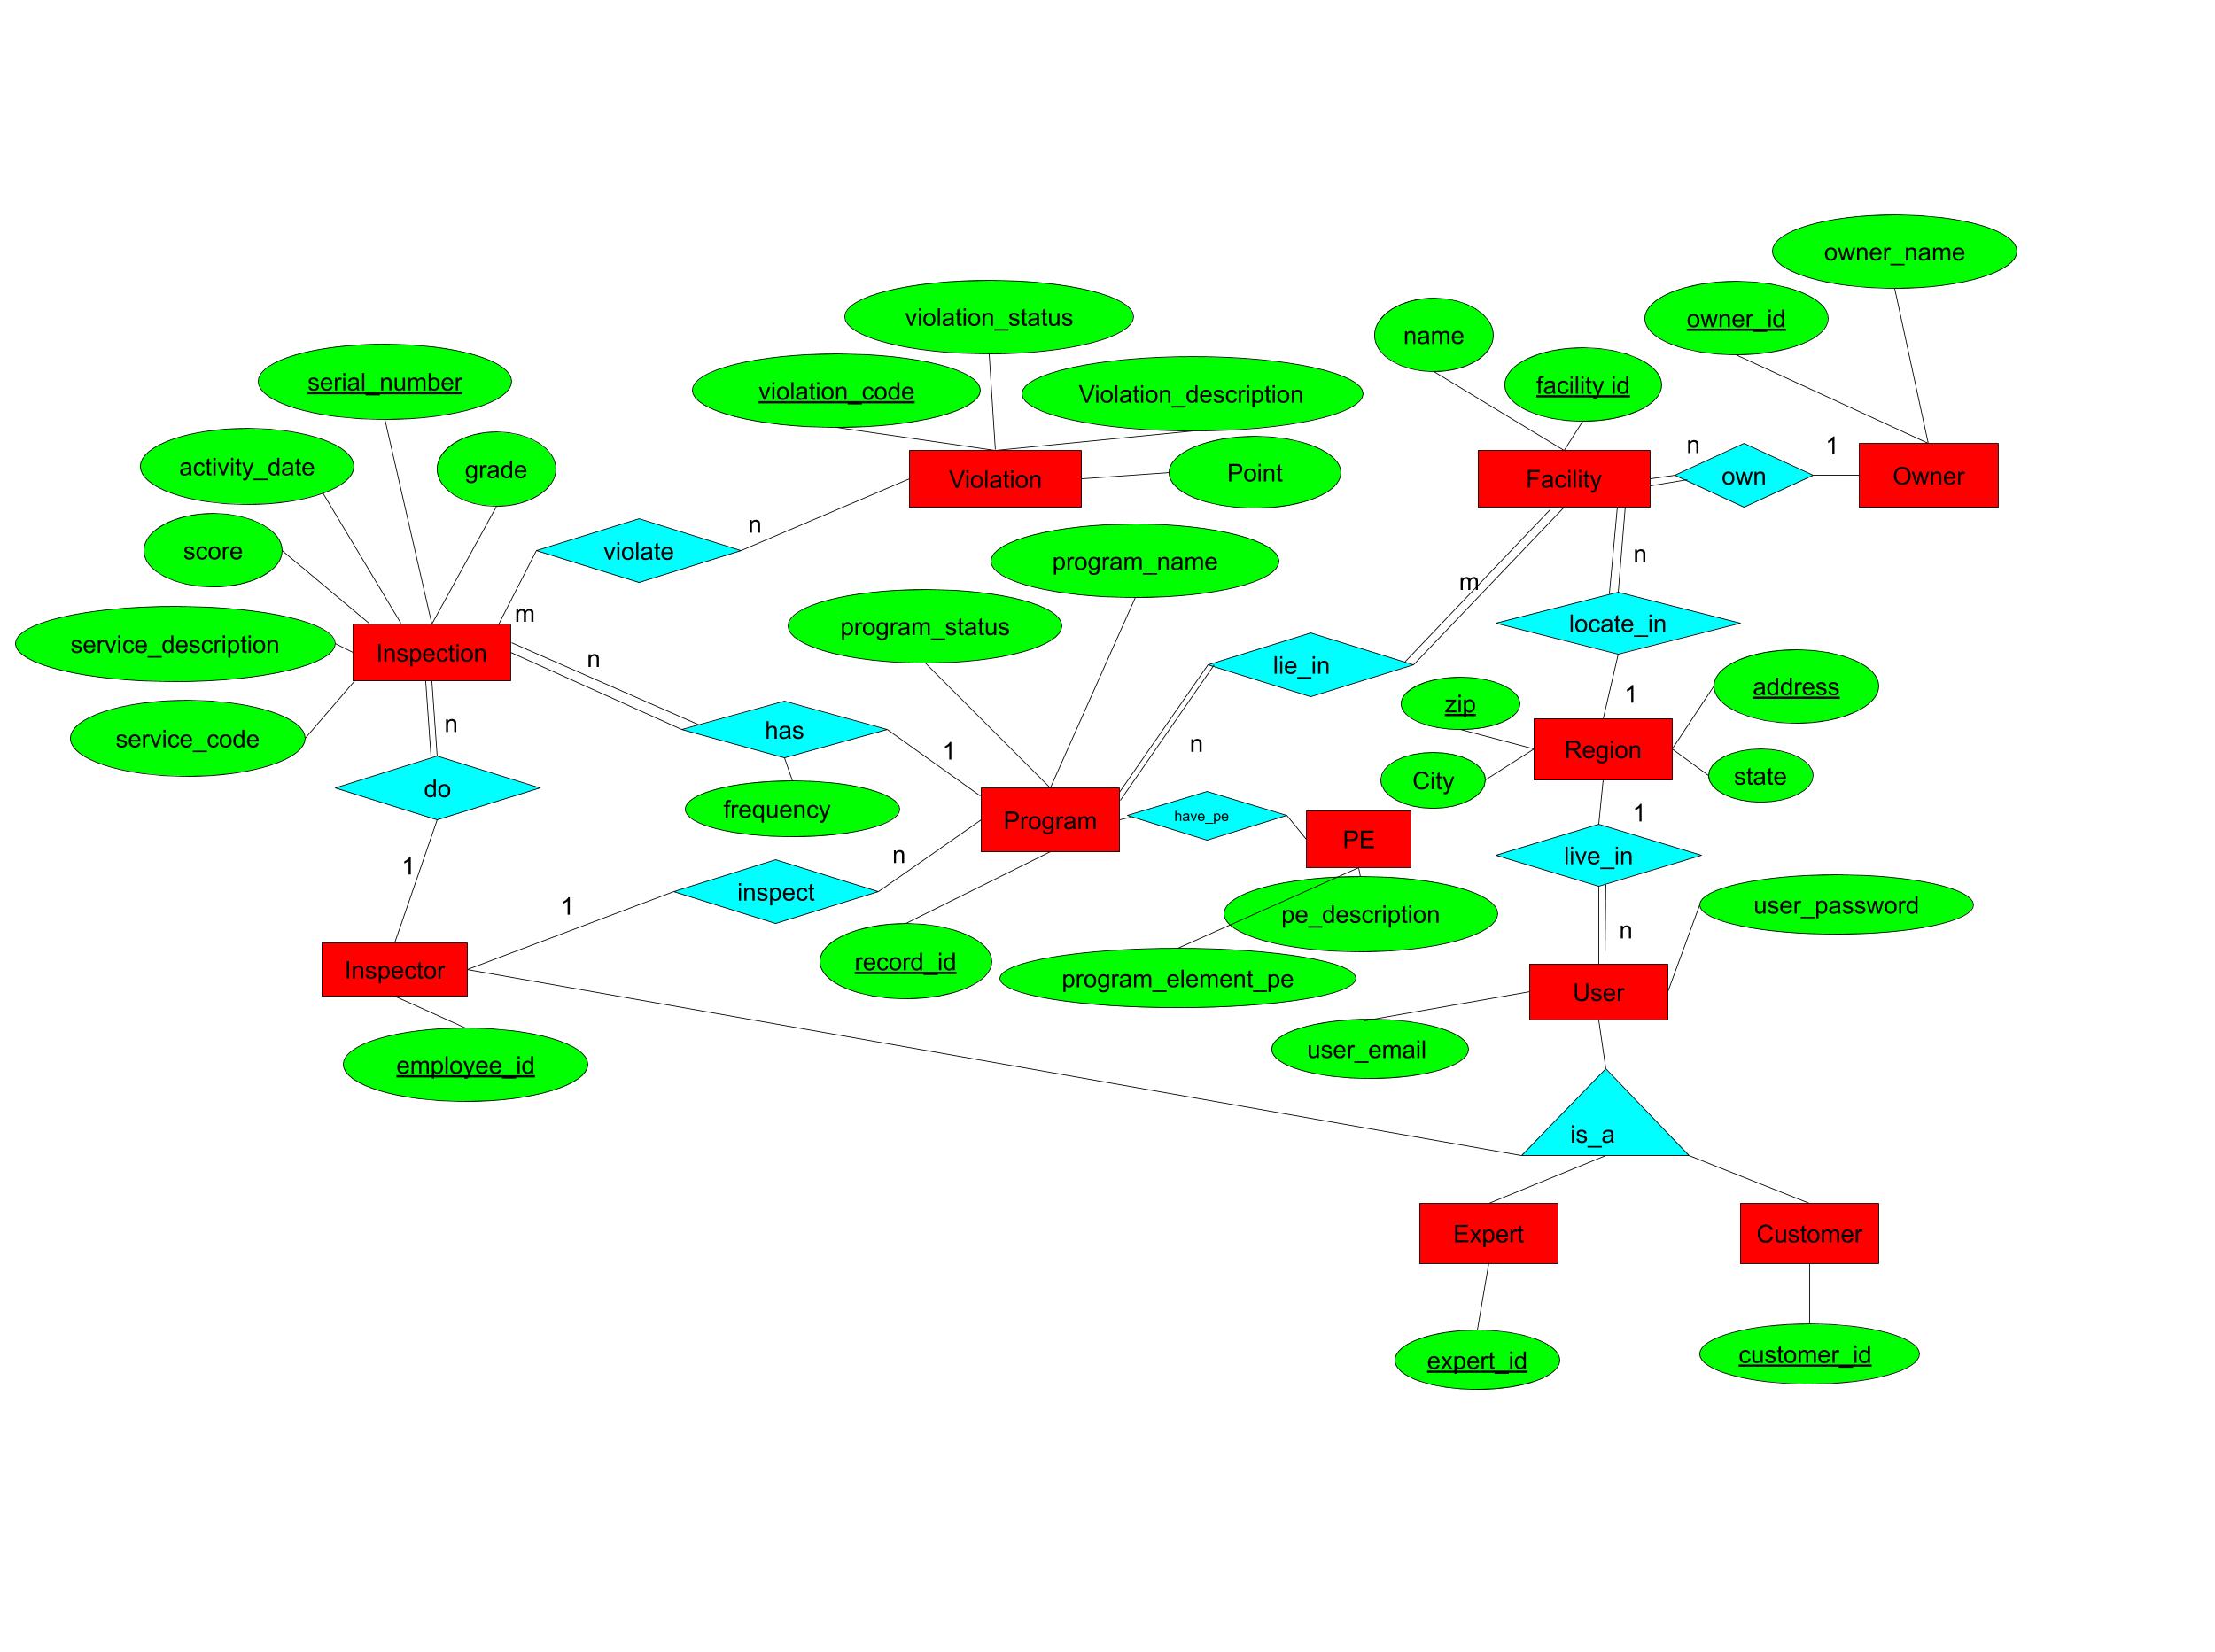 owner_name
violation_status
owner_id
name
serial_number
violation_code
Violation_description
facility id
activity_date
grade
Point
n
1
Violation
Facility
own
Owner
n
score
violate
program_name
n
m
m
program_status
locate_in
service_description
Inspection
n
lie_in
1
address
zip
service_code
n
has
1
n
Region
state
City
do
frequency
Program
have_pe
PE
1
1
n
live_in
inspect
1
pe_description
user_password
n
Inspector
record_id
program_element_pe
User
employee_id
user_email
is_a
Expert
Customer
expert_id
customer_id